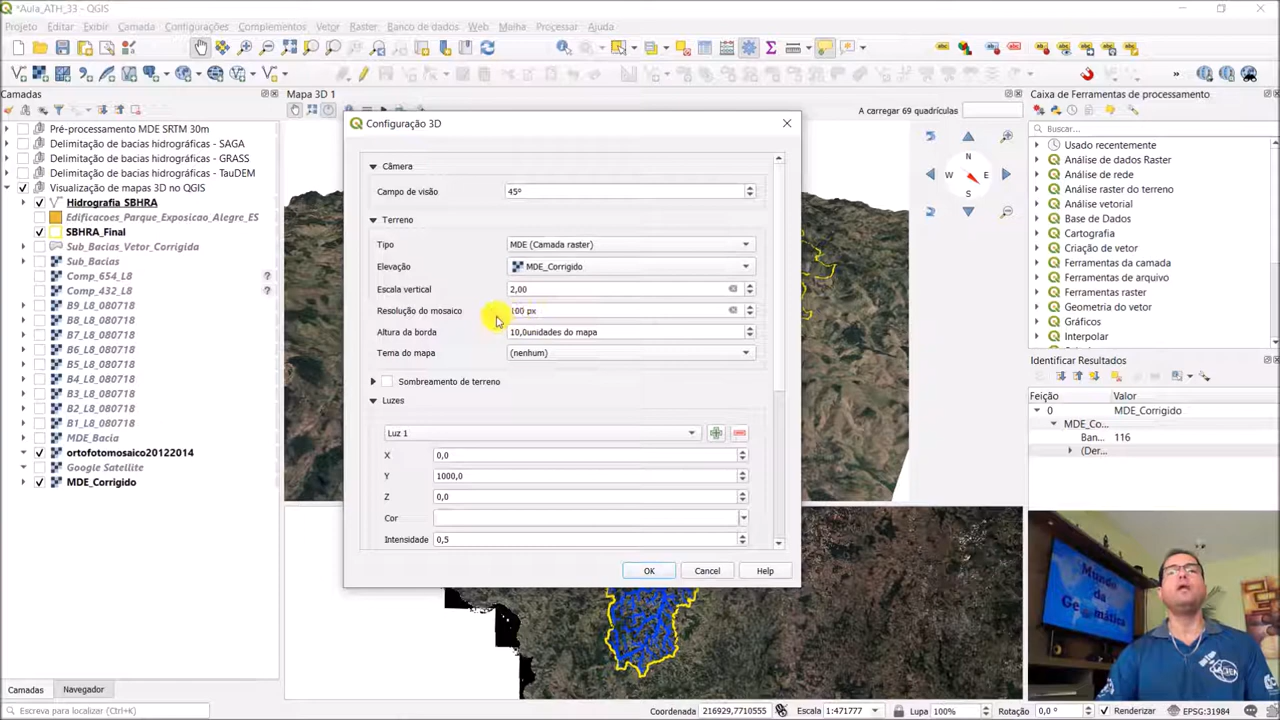 *Aula_ATH_33 — QGIS
Projeto Editar Exibir Camada Configurações Complementos Vetor Raster Banco de dados Web Malha Processar Ajuda
Camadas
Pré-processamento MDE SRTM 30m
Delimitação de bacias hidrográficas - SAGA
Delimitação de bacias hidrográficas - GRASS
Delimitação de bacias hidrográficas - TauDEM
Visualização de mapas 3D no QGIS
Hidrografia_SBHRA
Edificacoes_Parque_Exposicao_Alegre_ES
SBHRA_Final
Sub_Bacias_Vetor_Corrigida
Sub_Bacias
Comp_654_L8 ?
Comp_432_L8 ?
B9_L8_080718
B8_L8_080718
B7_L8_080718
B6_L8_080718
B5_L8_080718
B4_L8_080718
B3_L8_080718
B2_L8_080718
B1_L8_080718
MDE_Bacia
ortofotomosaico20122014
Google Satellite
MDE_Corrigido
Camadas Navegador
Mapa 3D 1
A carregar 69 quadrículas
N
W E
S
Configuração 3D
Câmera
Campo de visão 45º
Terreno
Tipo MDE (Camada raster)
Elevação MDE_Corrigido
Escala vertical 2,00
Resolução do mosaico 100 px
Altura da borda 10,0unidades do mapa
Tema do mapa (nenhum)
Sombreamento de terreno
Luzes
Luz 1
X 0,0
Y 1000,0
Z 0,0
Cor
Intensidade 0,5
OK Cancel Help
Caixa de Ferramentas de processamento
Buscar...
Usado recentemente
Análise de dados Raster
Análise de rede
Análise raster do terreno
Análise vetorial
Base de Dados
Cartografia
Criação de vetor
Ferramentas da camada
Ferramentas de arquivo
Ferramentas raster
Geometria do vetor
Gráficos
Interpolar
Identificar Resultados
Feição Valor
0 MDE_Corrigido
MDE_Co...
Ban... 116
(Der...
Mundo
da
Geomática
Escreva para localizar (Ctrl+K)
Coordenada 216929,7710555 Escala 1:471777 Lupa 100% Rotação 0,0 ° Renderizar EPSG:31984